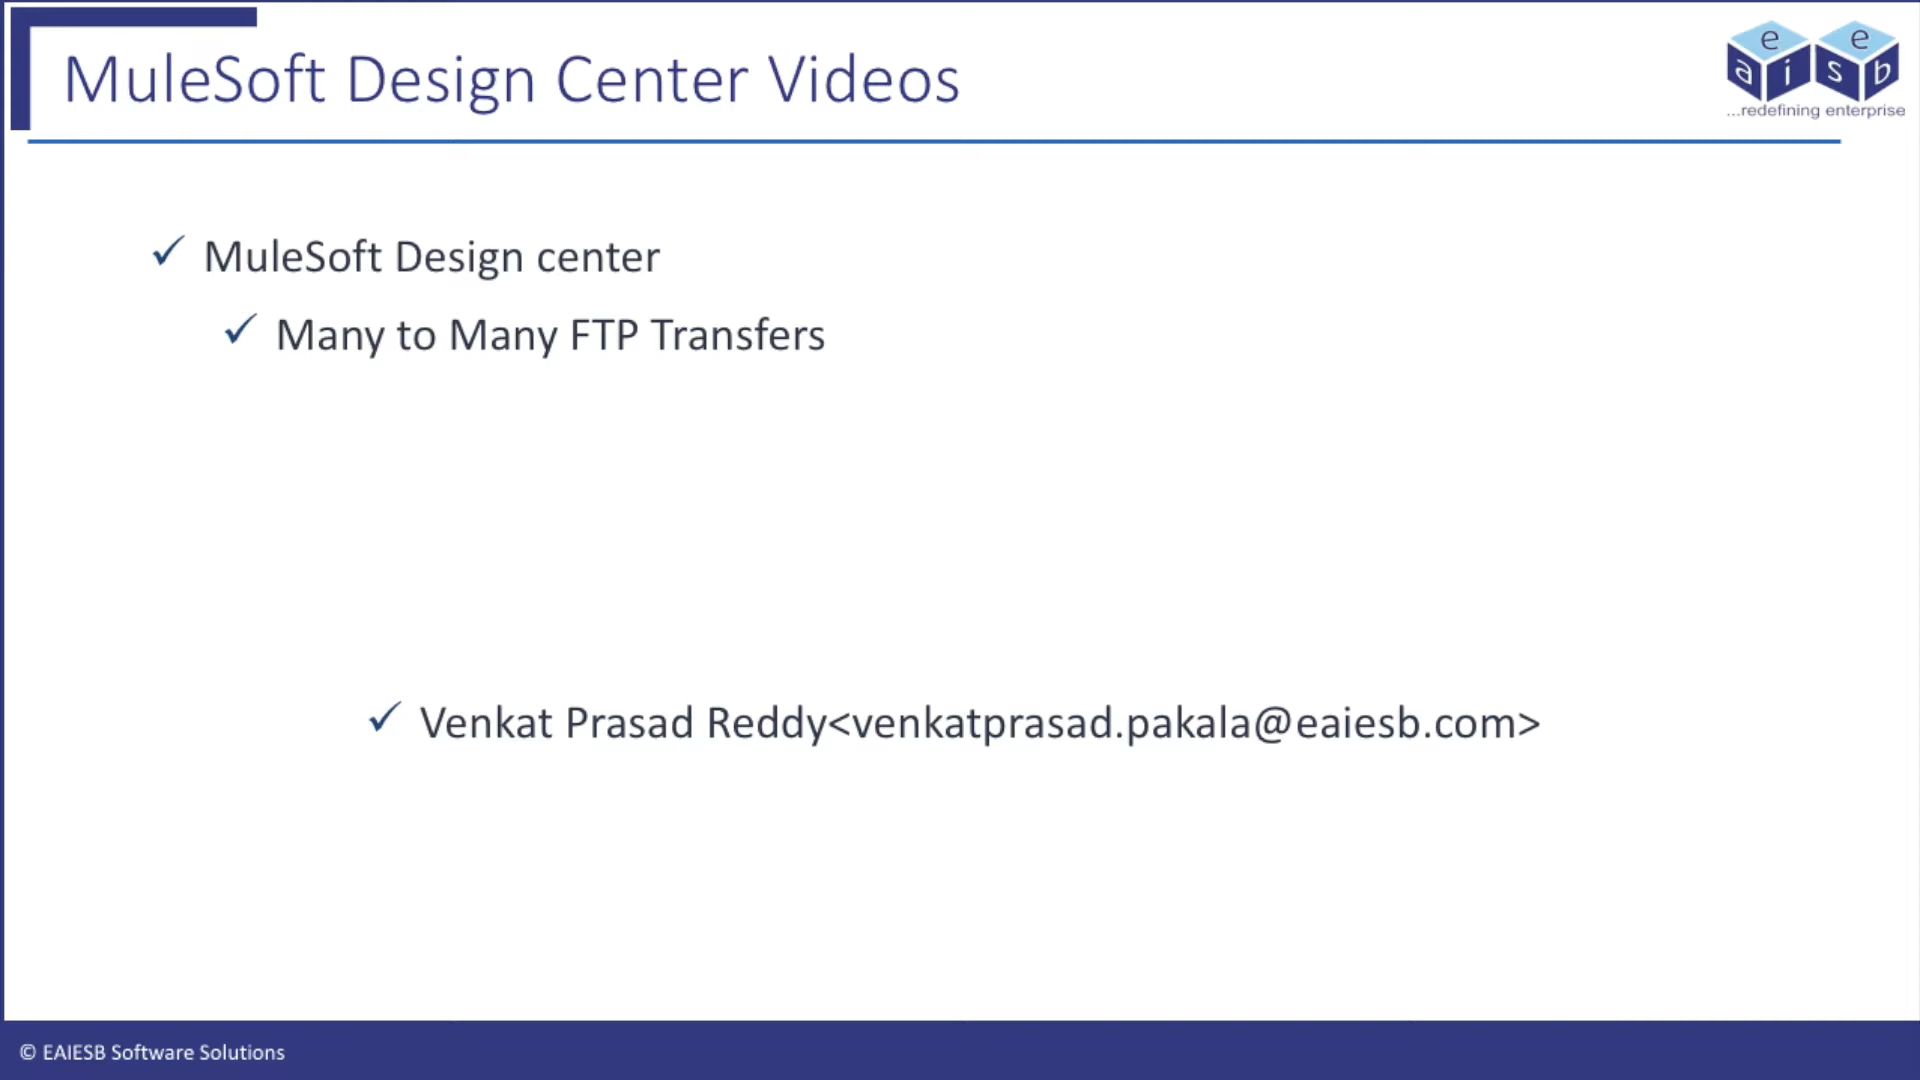 MuleSoft Design Center Videos
e e
a i s b
...redefining enterprise
MuleSoft Design center
Many to Many FTP Transfers
Venkat Prasad Reddy<venkatprasad.pakala@eaiesb.com>
© EAIESB Software Solutions